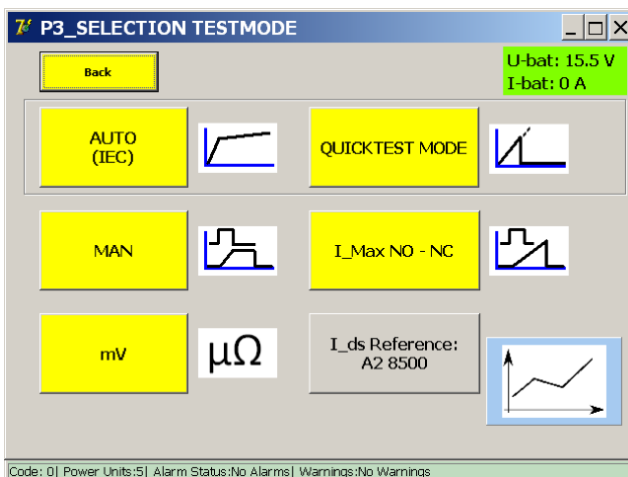 P3_SELECTION TESTMODE
Back
U-bat: 15.5 V
I-bat: 0 A
AUTO
(IEC)
QUICKTEST MODE
MAN
I_Max NO - NC
mV
μΩ
I_ds Reference:
A2 8500
Code: 0| Power Units:5| Alarm Status:No Alarms| Warnings:No Warnings